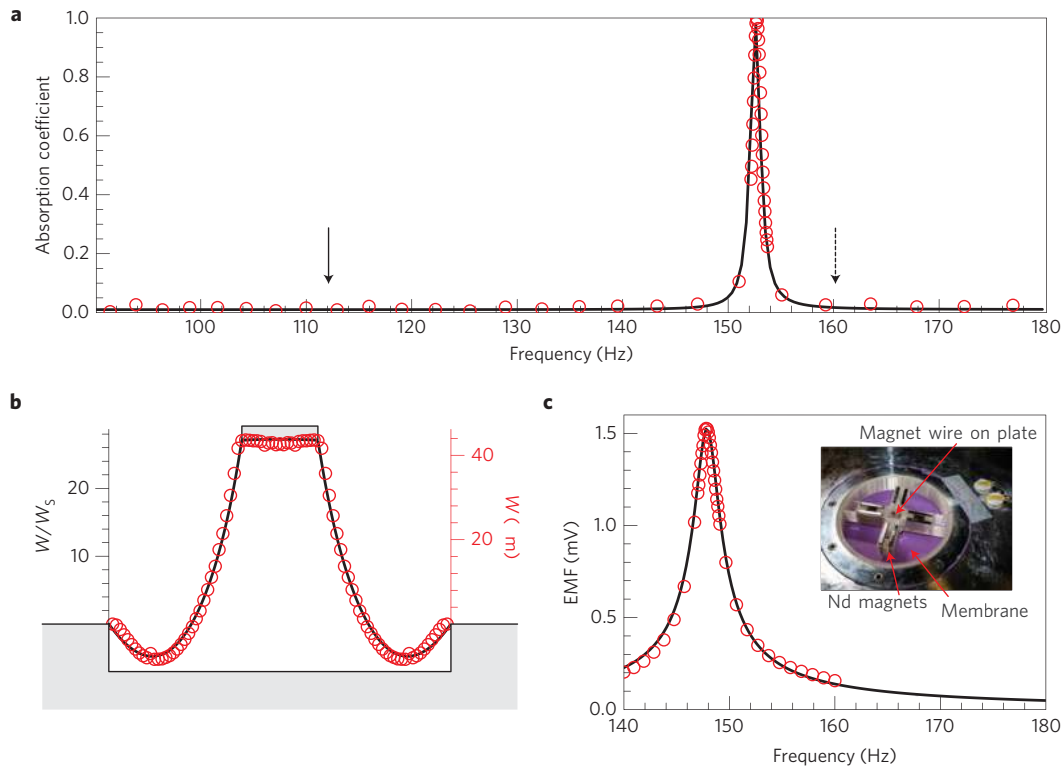 a
Absorption coefficient
1.0
0.8
0.6
0.4
0.2
0.0
100
110
120
130
140
150
160
170
180
Frequency (Hz)
b
W/W_S
20
10
40
20
W ( m)
c
EMF (mV)
1.5
1.0
0.5
0.0
Magnet wire on plate
Nd magnets
Membrane
140
150
160
170
180
Frequency (Hz)